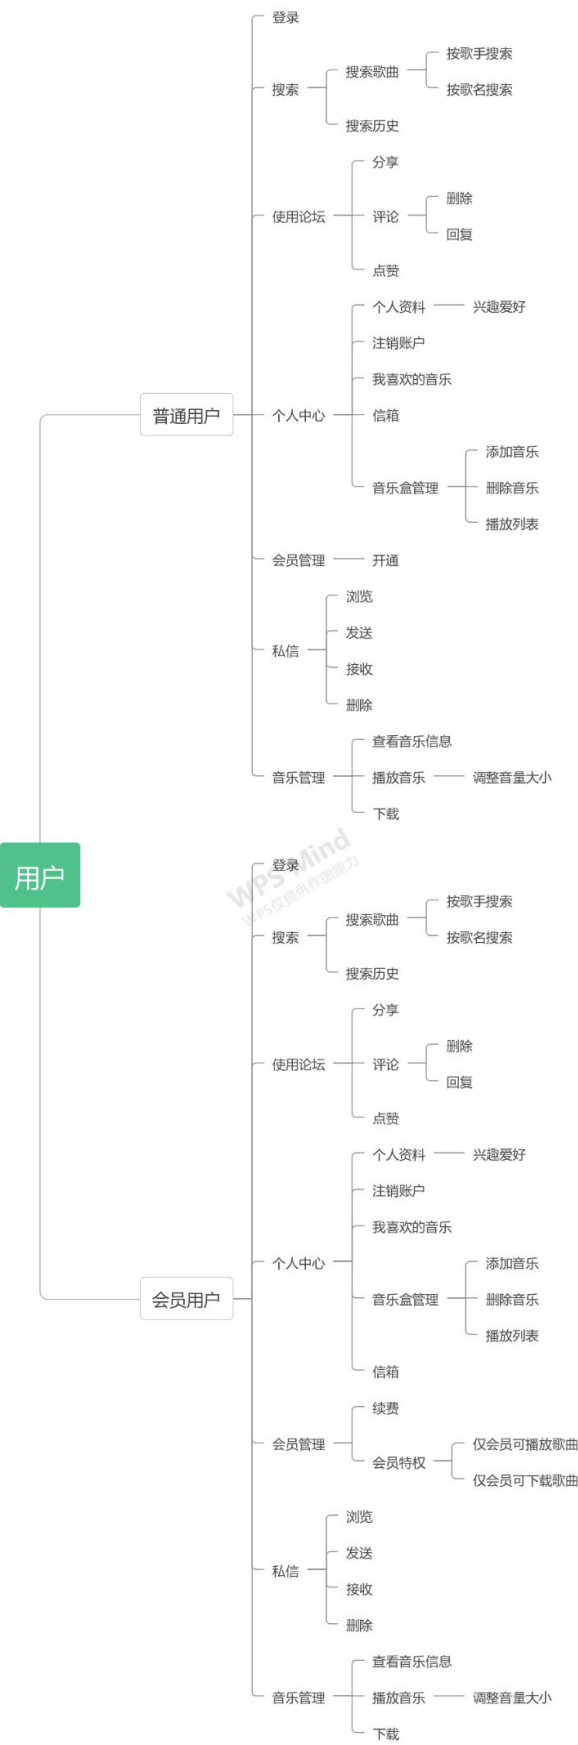 用户
普通用户
登录
搜索
搜索歌曲
按歌手搜索
按歌名搜索
搜索历史
使用论坛
分享
评论
删除
回复
点赞
个人中心
个人资料
兴趣爱好
注销账户
我喜欢的音乐
信箱
音乐盒管理
添加音乐
删除音乐
播放列表
会员管理
开通
私信
浏览
发送
接收
删除
音乐管理
查看音乐信息
播放音乐
调整音量大小
下载
WPS Mind
WPS仅提供作图能力
会员用户
登录
搜索
搜索歌曲
按歌手搜索
按歌名搜索
搜索历史
使用论坛
分享
评论
删除
回复
点赞
个人中心
个人资料
兴趣爱好
注销账户
我喜欢的音乐
音乐盒管理
添加音乐
删除音乐
播放列表
信箱
会员管理
续费
会员特权
仅会员可播放歌曲
仅会员可下载歌曲
私信
浏览
发送
接收
删除
音乐管理
查看音乐信息
播放音乐
调整音量大小
下载